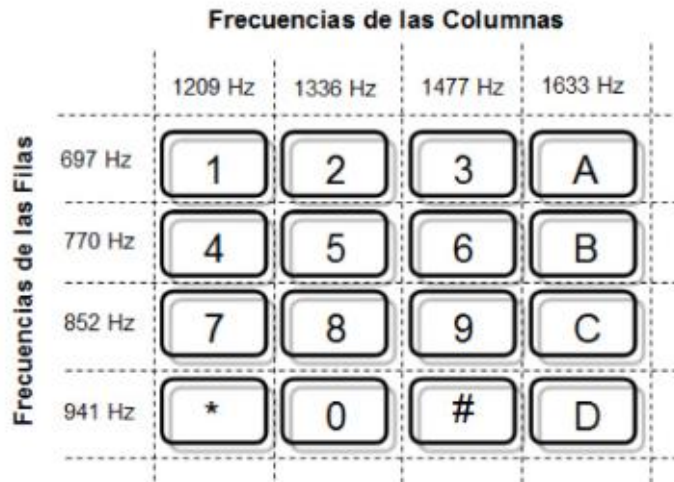 Frecuencias de las Columnas
1209 Hz 1336 Hz 1477 Hz 1633 Hz
Frecuencias de las Filas
697 Hz 1 2 3 A
770 Hz 4 5 6 B
852 Hz 7 8 9 C
941 Hz * 0 # D